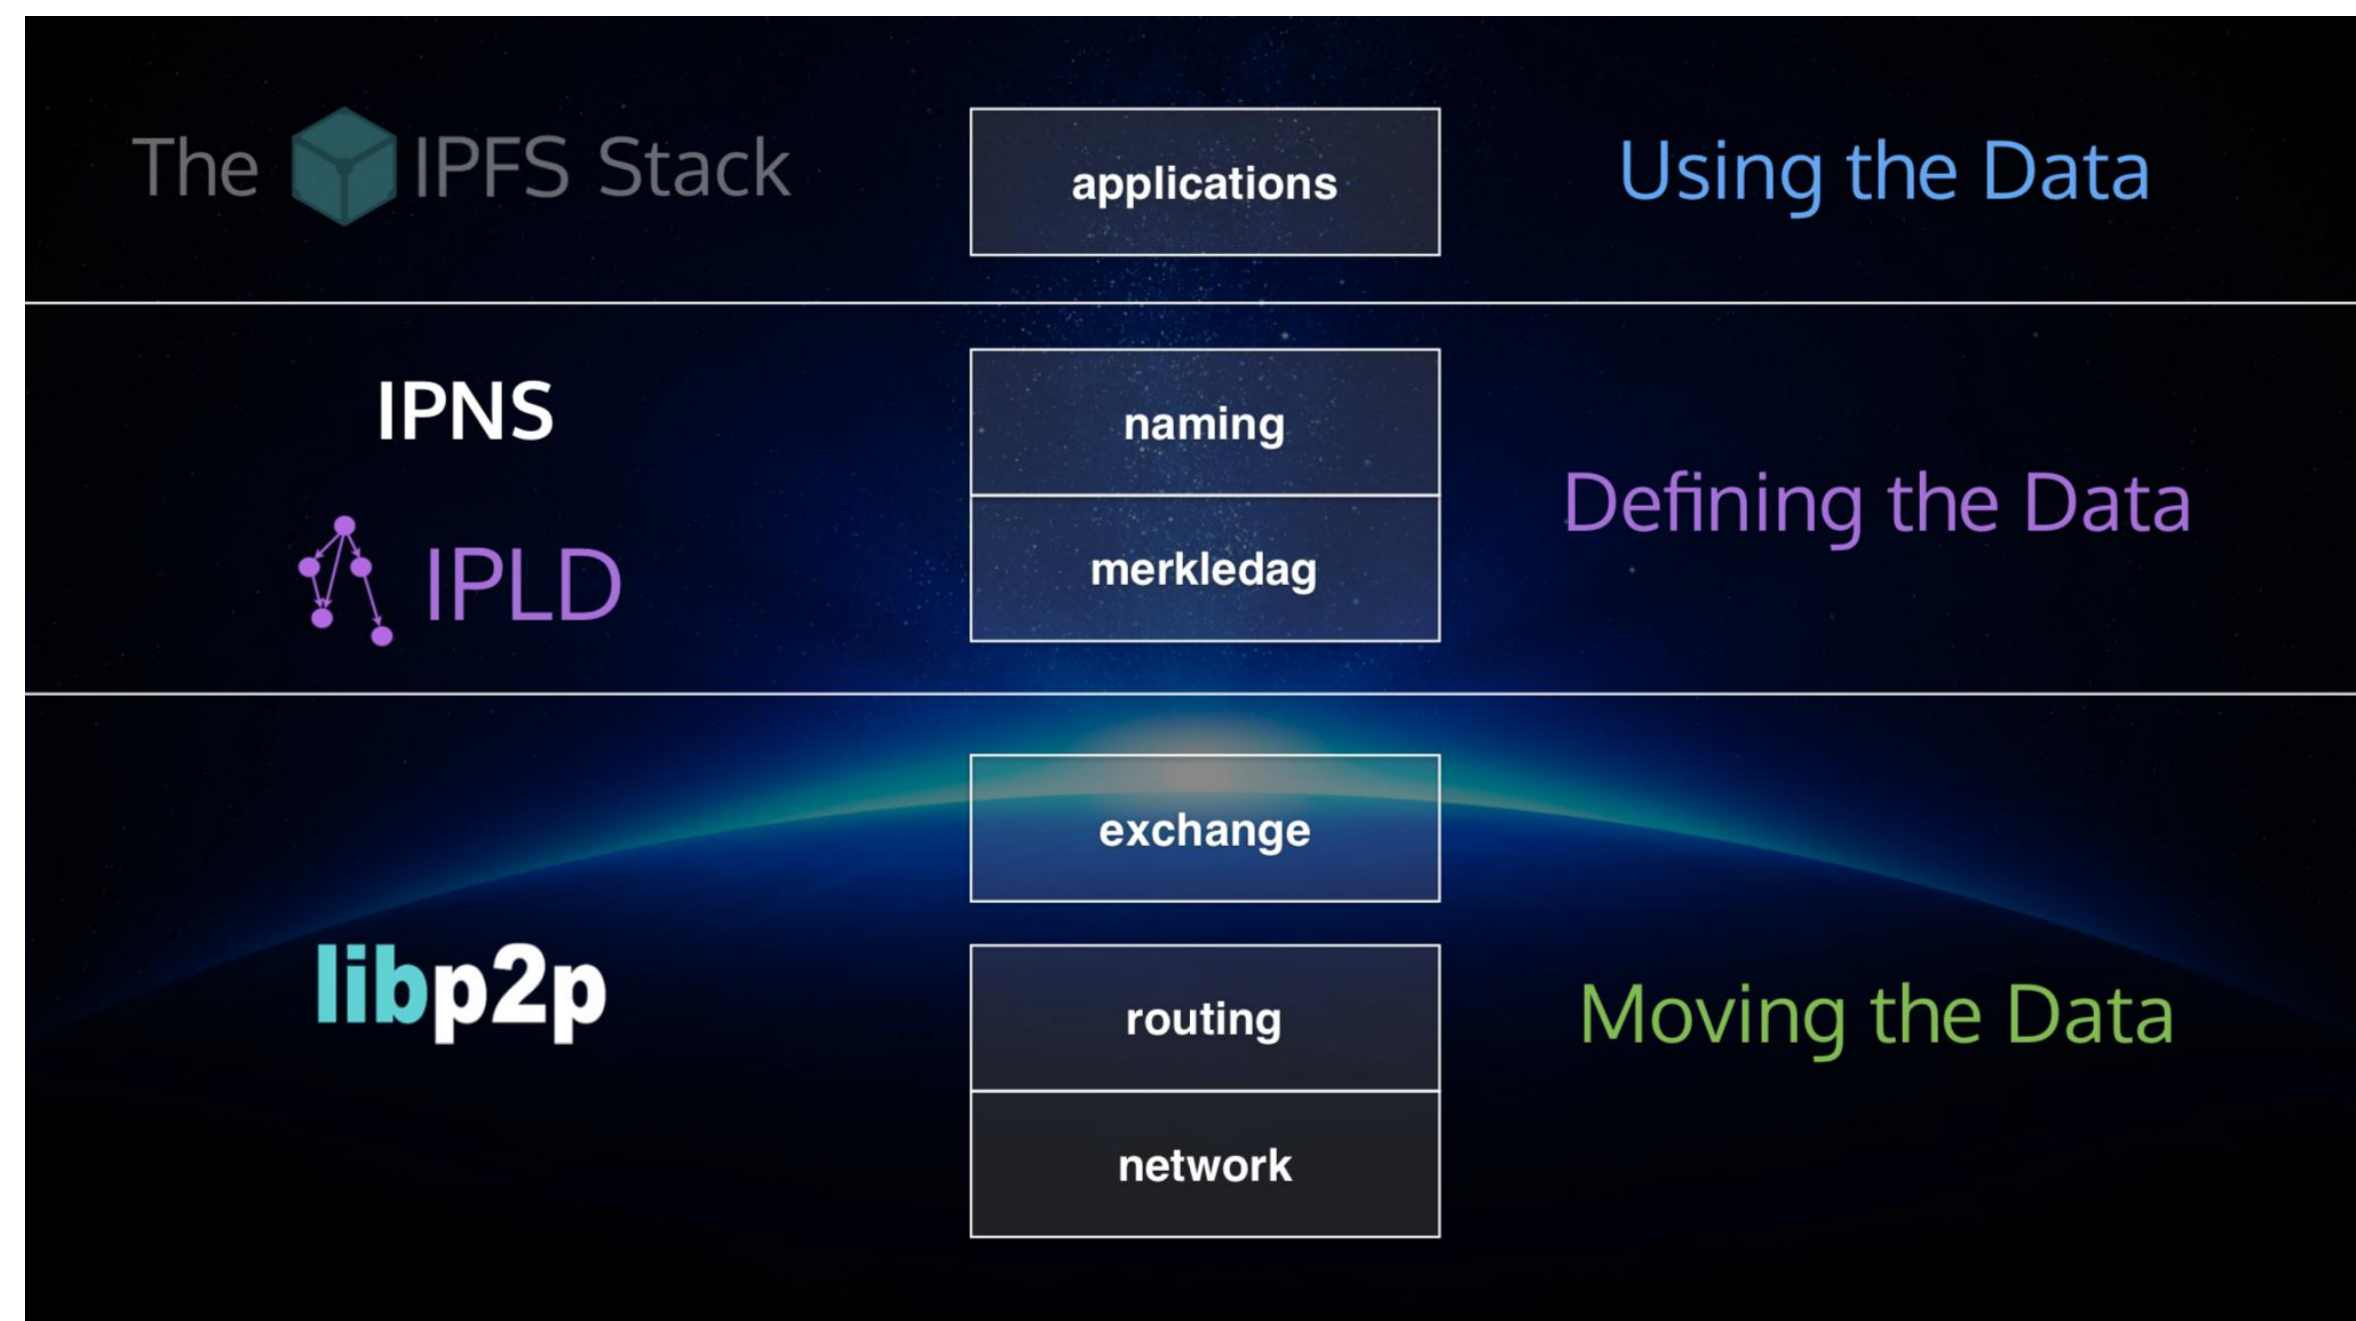 The IPFS Stack
applications
Using the Data
IPNS
naming
Defining the Data
IPLD
merkledag
exchange
libp2p
routing
Moving the Data
network